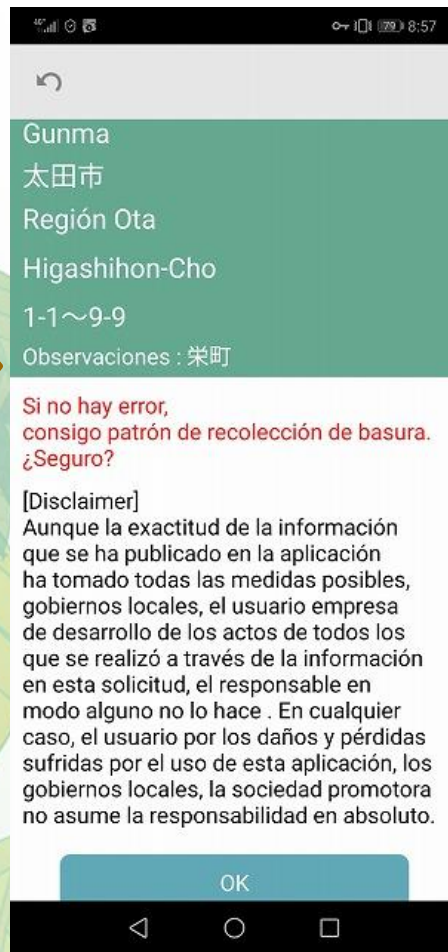 79 8:57
Gunma
太田市
Región Ota
Higashihon-Cho
1-1～9-9
Observaciones : 栄町
Si no hay error,
consigo patrón de recolección de basura.
¿Seguro?
[Disclaimer]
Aunque la exactitud de la información
que se ha publicado en la aplicación
ha tomado todas las medidas posibles,
gobiernos locales, el usuario empresa
de desarrollo de los actos de todos los
que se realizó a través de la información
en esta solicitud, el responsable en
modo alguno no lo hace . En cualquier
caso, el usuario por los daños y pérdidas
sufridas por el uso de esta aplicación, los
gobiernos locales, la sociedad promotora
no asume la responsabilidad en absoluto.
OK